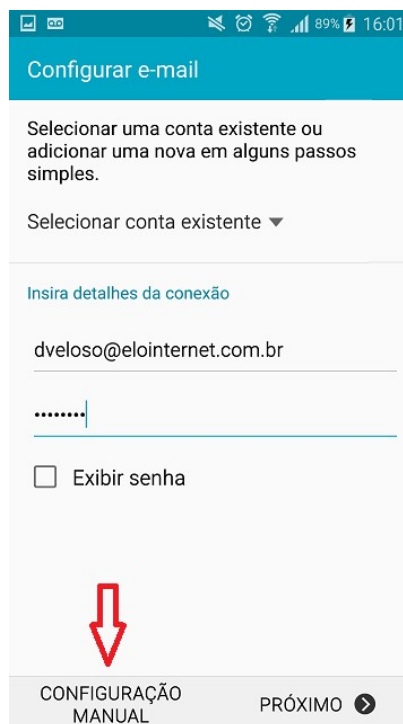 89% 16:01
Configurar e-mail
Selecionar uma conta existente ou
adicionar uma nova em alguns passos
simples.
Selecionar conta existente
Insira detalhes da conexão
dveloso@elointernet.com.br
••••••••
Exibir senha
CONFIGURAÇÃO
MANUAL
PRÓXIMO